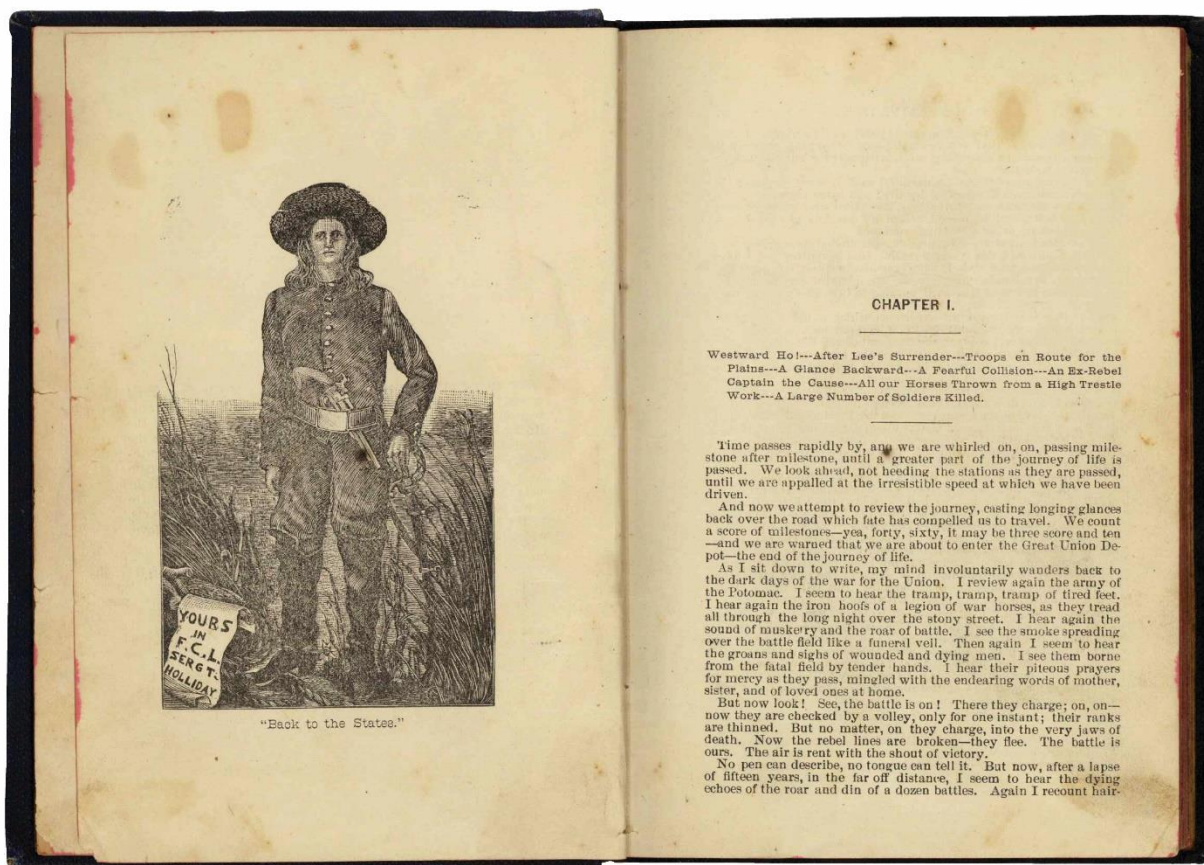 YOURS
IN
F.C.L.
SERGT.
HOLLIDAY
"Back to the States."
CHAPTER I.
Westward Ho!---After Lee's Surrender---Troops en Route for the
Plains---A Glance Backward---A Fearful Collision---An Ex-Rebel
Captain the Cause---All our Horses Thrown from a High Trestle
Work---A Large Number of Soldiers Killed.
Time passes rapidly by, and we are whirled on, on, passing mile-
stone after milestone, until a greater part of the journey of life is
passed. We look ahead, not heeding the stations as they are passed,
until we are appalled at the irresistible speed at which we have been
driven.
And now we attempt to review the journey, casting longing glances
back over the road which fate has compelled us to travel. We count
a score of milestones—yea, forty, sixty, it may be three score and ten
—and we are warned that we are about to enter the Great Union De-
pot—the end of the journey of life.
As I sit down to write, my mind involuntarily wanders back to
the dark days of the war for the Union. I review again the army of
the Potomac. I seem to hear the tramp, tramp, tramp of tired feet.
I hear again the iron hoofs of a legion of war horses, as they tread
all through the long night over the stony street. I hear again the
sound of musketry and the roar of battle. I see the smoke spreading
over the battle field like a funeral veil. Then again I seem to hear
the groans and sighs of wounded and dying men. I see them borne
from the fatal field by tender hands. I hear their piteous prayers
for mercy as they pass, mingled with the endearing words of mother,
sister, and of loved ones at home.
But now look! See, the battle is on! There they charge; on, on—
now they are checked by a volley, only for one instant; their ranks
are thinned. But no matter, on they charge, into the very jaws of
death. Now the rebel lines are broken—they flee. The battle is
ours. The air is rent with the shout of victory.
No pen can describe, no tongue can tell it. But now, after a lapse
of fifteen years, in the far off distance, I seem to hear the dying
echoes of the roar and din of a dozen battles. Again I recount hair-